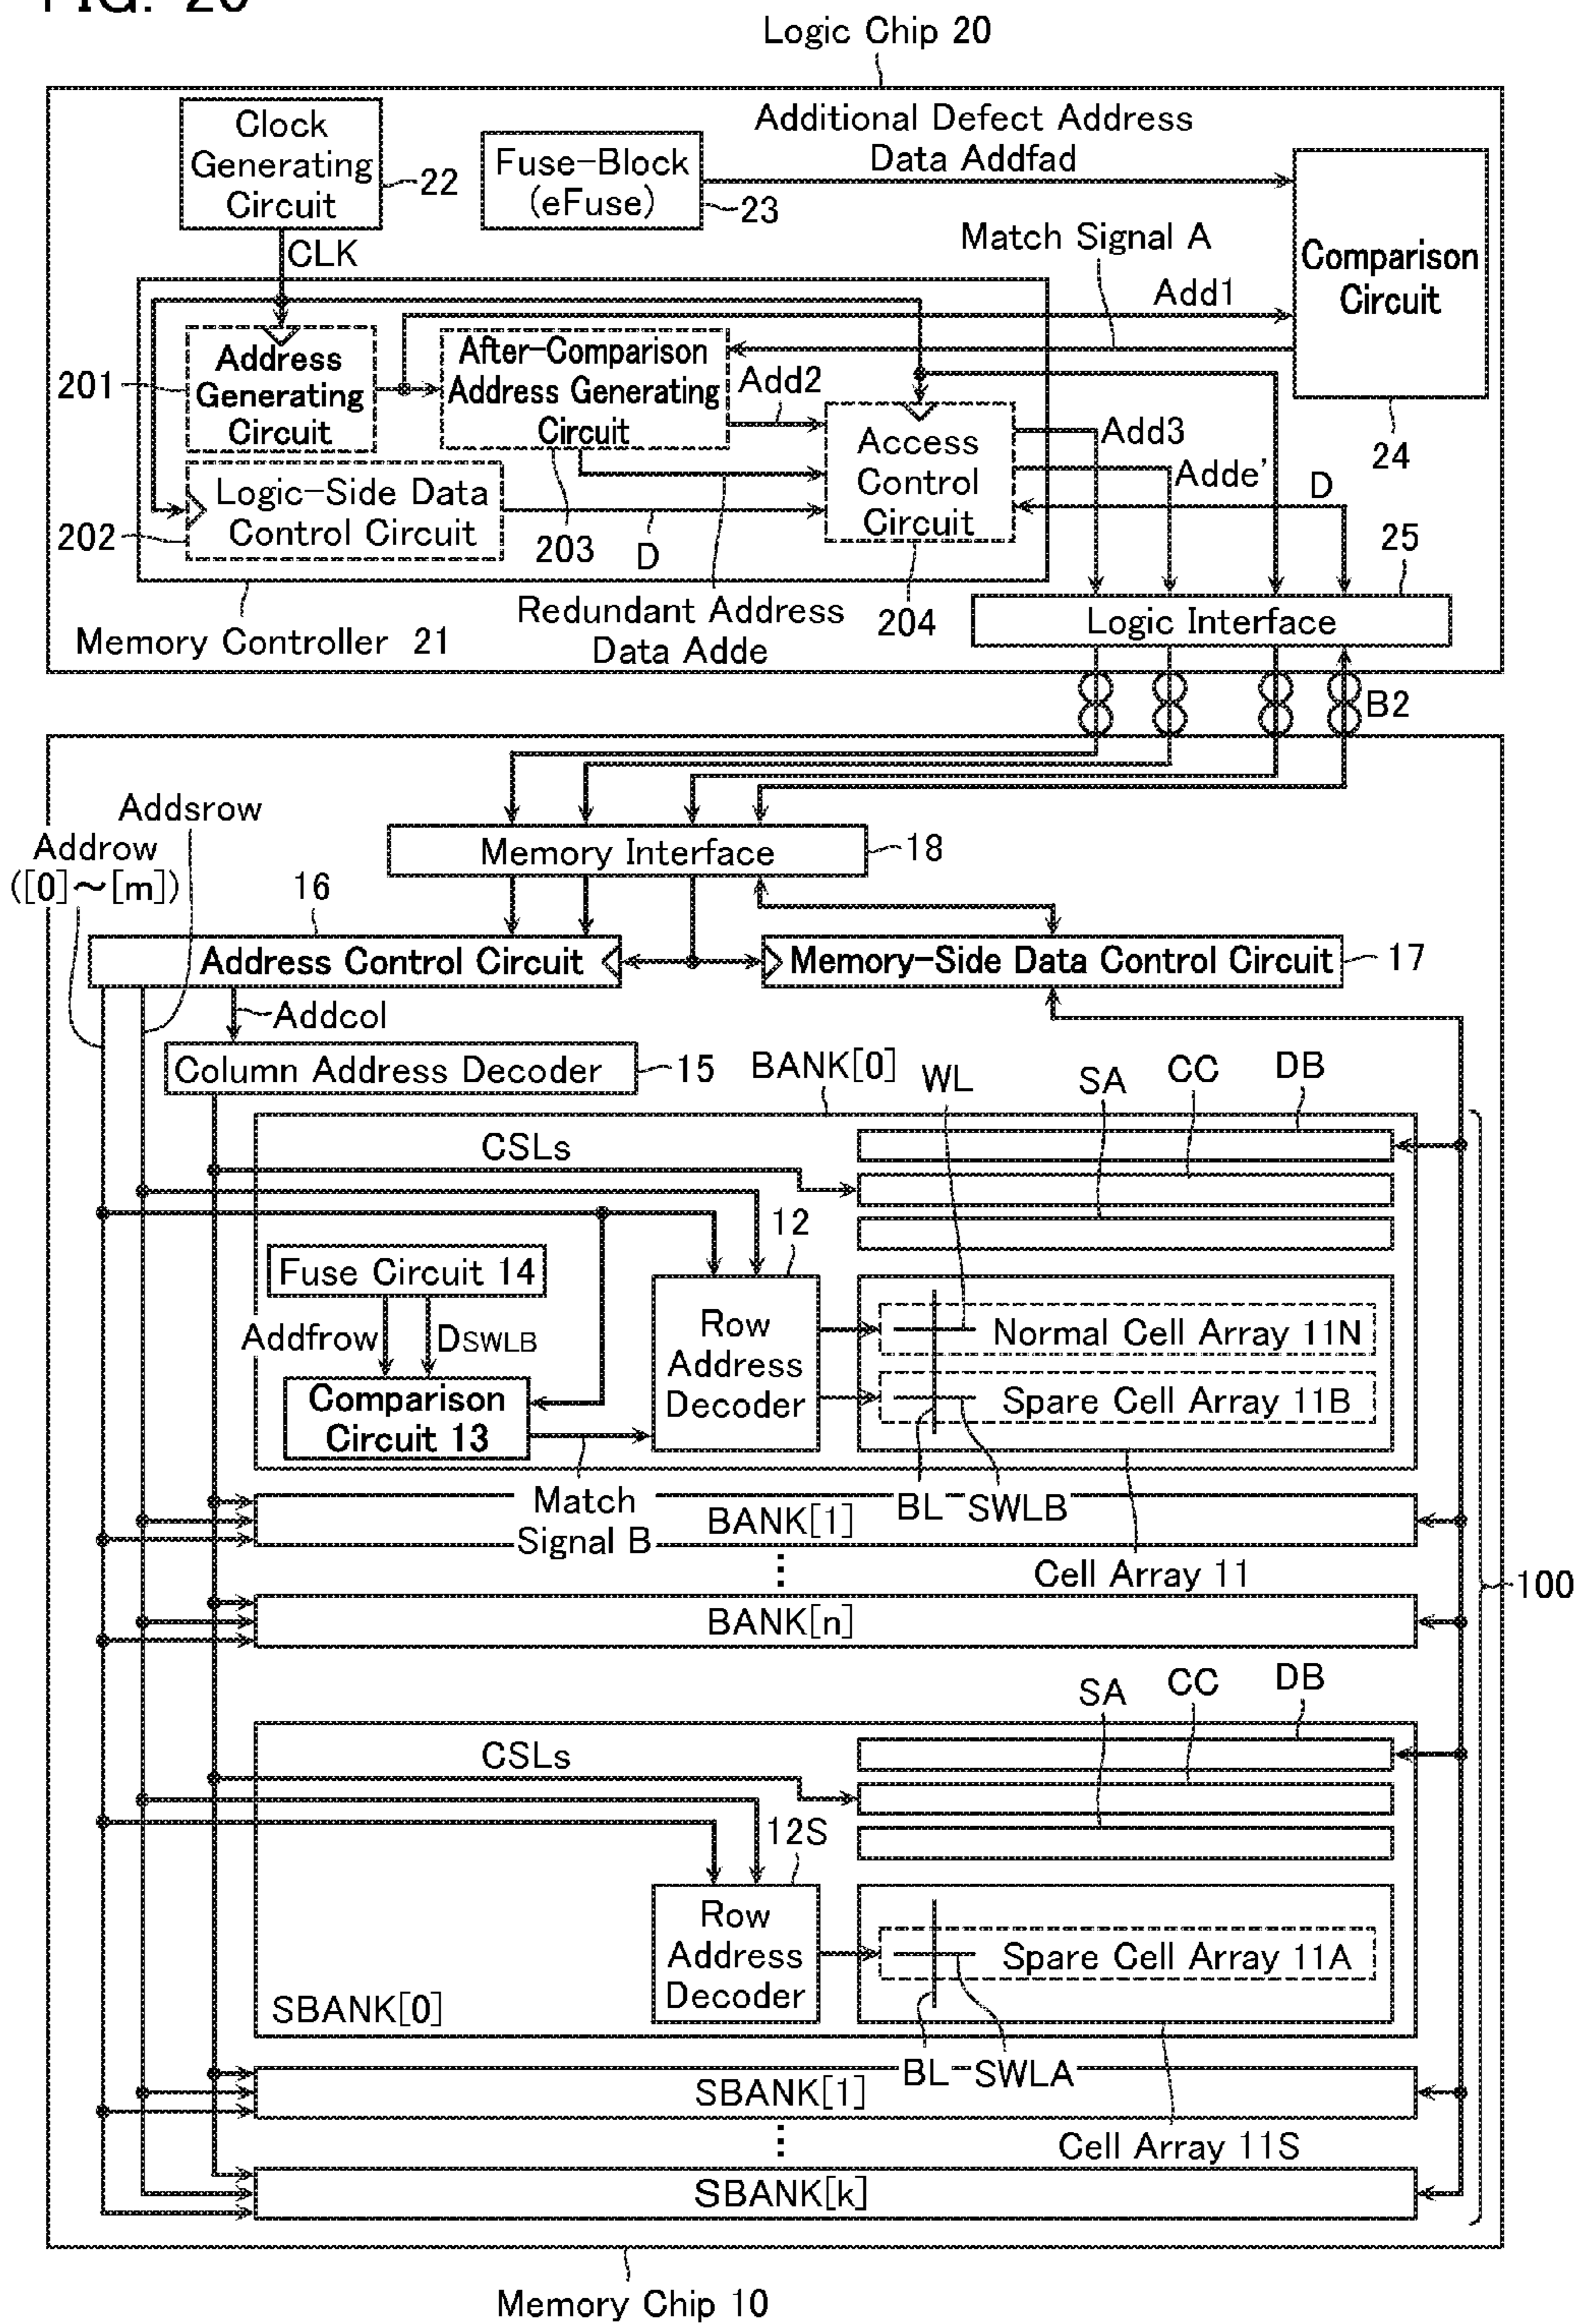 FIG. 20
Logic Chip 20
Clock
Generating
Circuit
22
Fuse-Block
(eFuse)
23
Additional Defect Address
Data Addfad
Comparison
Circuit
24
CLK
Match Signal A
Add1
201
Address
Generating
Circuit
After-Comparison
Address Generating
Circuit
203
Add2
Access
Control
Circuit
204
Add3
Adde'
D
202
Logic-Side Data
Control Circuit
D
25
Redundant Address
Data Adde
Logic Interface
Memory Controller 21
B2
Addsrow
Addrow
([0]~[m])
Memory Interface
18
16
Address Control Circuit
Memory-Side Data Control Circuit
17
Addcol
Column Address Decoder
15
BANK[0]
WL
SA
CC
DB
CSLs
12
Fuse Circuit 14
Addfrow
DSWLB
Comparison
Circuit 13
Row
Address
Decoder
Normal Cell Array 11N
Spare Cell Array 11B
Match
Signal B
BL
SWLB
BANK[1]
Cell Array 11
100
BANK[n]
SA
CC
DB
CSLs
12S
Row
Address
Decoder
Spare Cell Array 11A
SBANK[0]
BL
SWLA
SBANK[1]
Cell Array 11S
SBANK[k]
Memory Chip 10